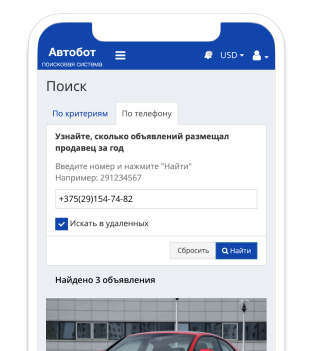 Автобот
поисковая система
USD
Поиск
По критериям
По телефону
Узнайте, сколько объявлений размещал
продавец за год
Введите номер и нажмите "Найти"
Например: 291234567
+375(29)154-74-82
Искать в удаленных
Сбросить
Найти
Найдено 3 объявления